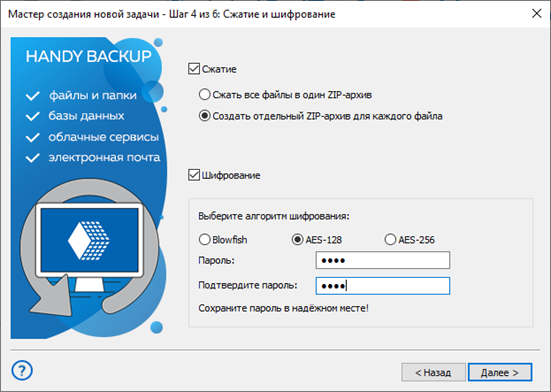 Мастер создания новой задачи - Шаг 4 из 6: Сжатие и шифрование
HANDY BACKUP
файлы и папки
базы данных
облачные сервисы
электронная почта
Сжатие
Сжать все файлы в один ZIP-архив
Создать отдельный ZIP-архив для каждого файла
Шифрование
Выберите алгоритм шифрования:
Blowfish AES-128 AES-256
Пароль: ●●●●
Подтвердите пароль: ●●●●
Сохраните пароль в надёжном месте!
? < Назад Далее >